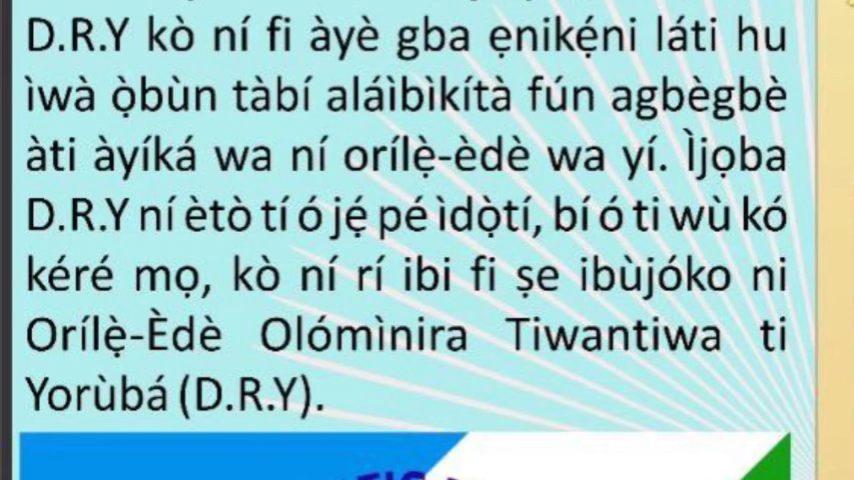 D.R.Y kò ní fi àyè gba ẹnikẹ́ni láti hu
ìwà ọ̀bùn tàbí aláìbìkítà fún agbègbè
àti àyíká wa ní orílẹ̀-èdè wa yí. Ìjọba
D.R.Y ní ètò tí ó jẹ́ pé ìdọ̀tí, bí ó ti wù kó
kéré mọ, kò ní rí ibi fi ṣe ibùjóko ni
Orílẹ̀-Èdè Olómìnira Tiwantiwa ti
Yorùbá (D.R.Y).